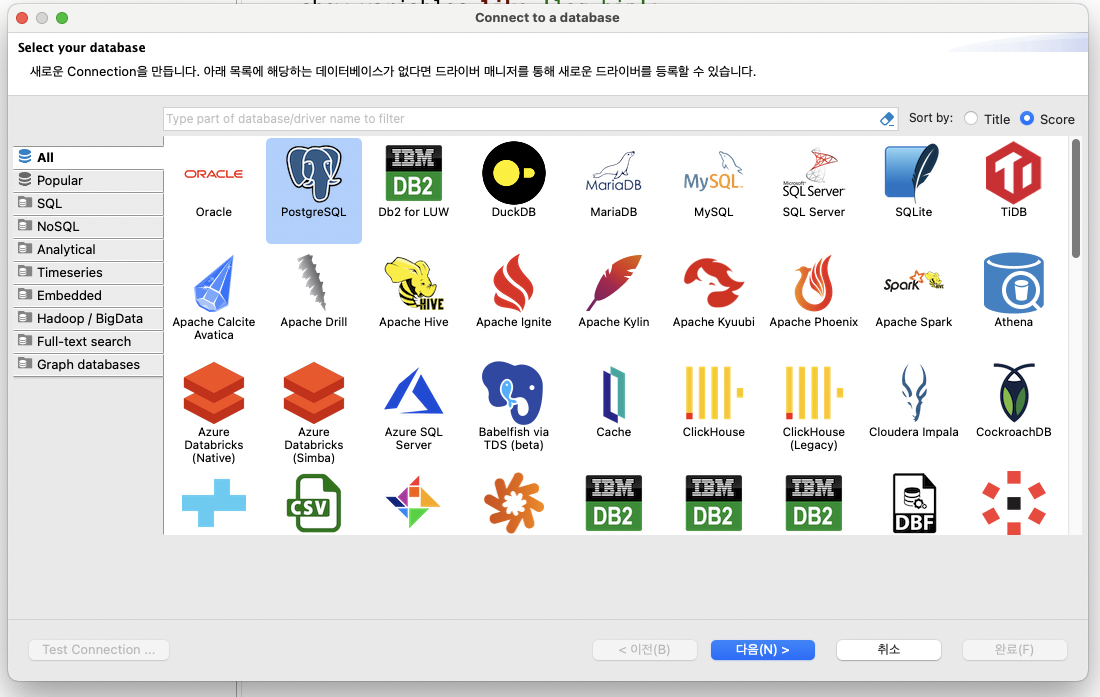 Connect to a database
Select your database
새로운 Connection을 만듭니다. 아래 목록에 해당하는 데이터베이스가 없다면 드라이버 매니저를 통해 새로운 드라이버를 등록할 수 있습니다.
Type part of database/driver name to filter
Sort by:
Title
Score
All
Popular
SQL
NoSQL
Analytical
Timeseries
Embedded
Hadoop / BigData
Full-text search
Graph databases
ORACLE
IBM
DB2
MariaDB
MySQL
Microsoft
SQL Server
Oracle
PostgreSQL
Db2 for LUW
DuckDB
MariaDB
MySQL
SQL Server
SQLite
TiDB
HIVE
Spark
HIVE
Apache Calcite
Avatica
Apache Drill
Apache Hive
Apache Ignite
Apache Kylin
Apache Kyuubi
Apache Phoenix
Apache Spark
Athena
Azure
Databricks
(Native)
Azure
Databricks
(Simba)
Azure SQL
Server
Babelfish via
TDS (beta)
Cache
ClickHouse
ClickHouse
(Legacy)
Cloudera Impala
CockroachDB
CSV
IBM
DB2
IBM
DB2
IBM
DB2
DBF
Test Connection ...
< 이전(B)
다음(N) >
취소
완료(F)